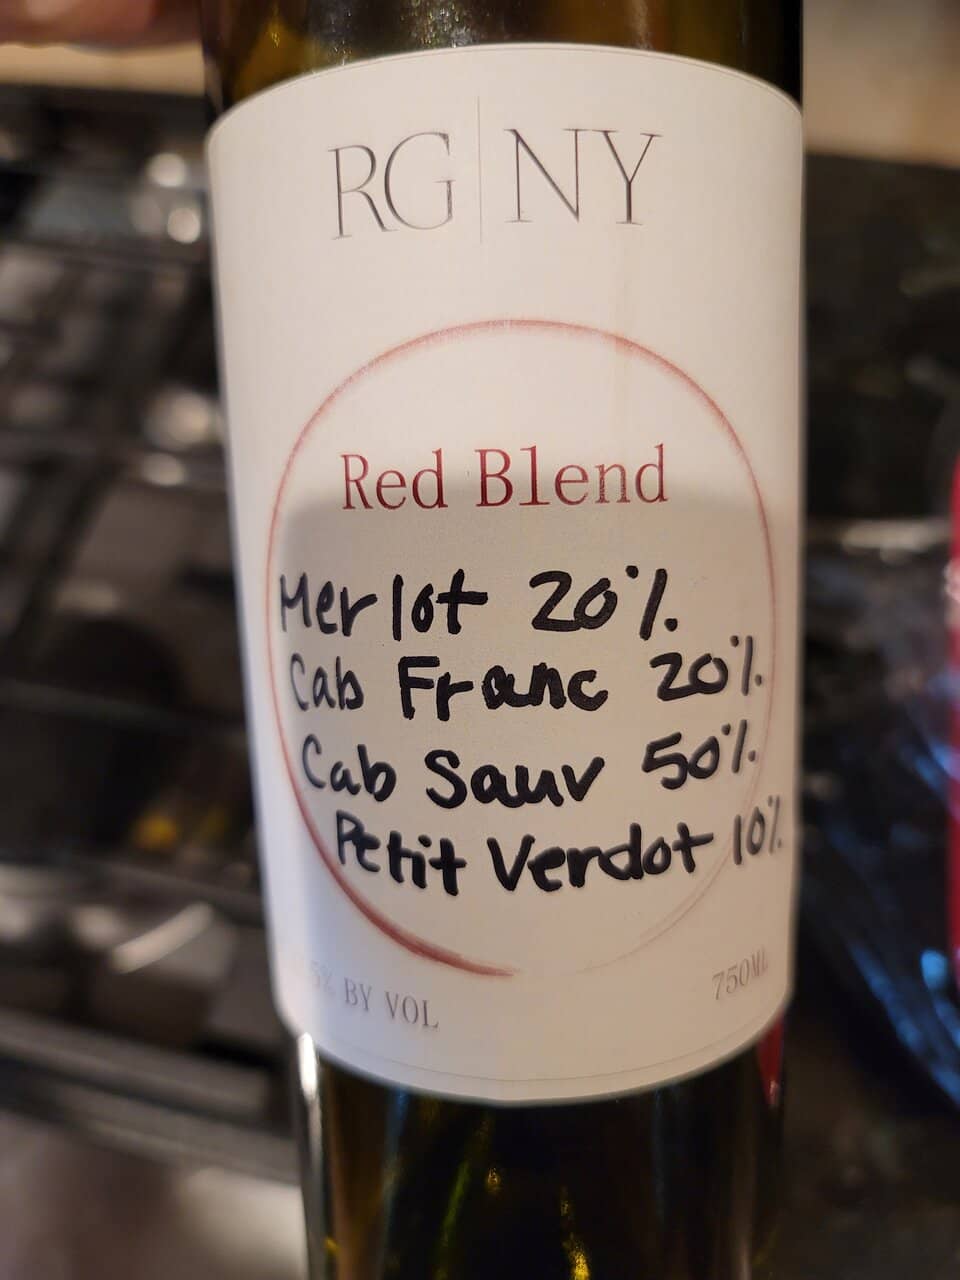 RG|NY
Red Blend
Merlot 20%
Cab Franc 20%
Cab Sauv 50%
Petit Verdot 10%
BY VOL 750ML